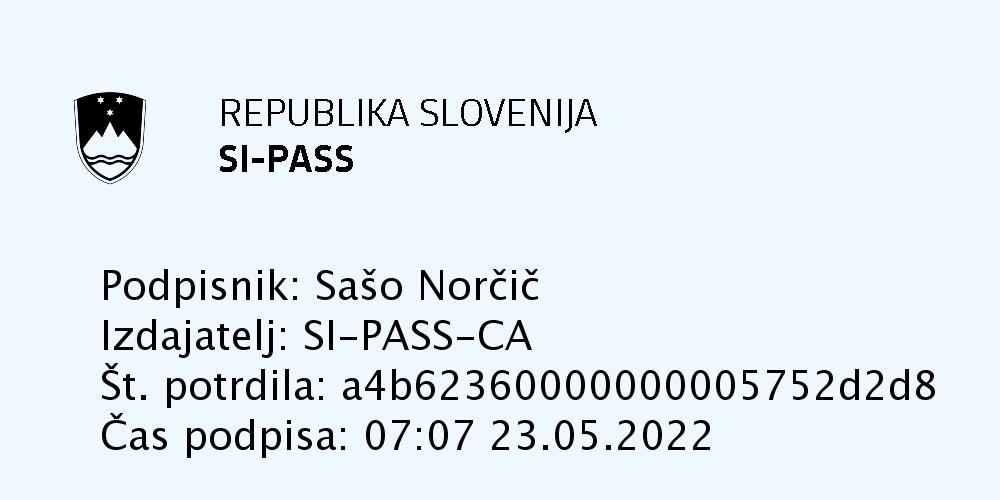 REPUBLIKA SLOVENIJA
SI-PASS
Podpisnik: Sašo Norčič
Izdajatelj: SI-PASS-CA
Št. potrdila: a4b62360000000005752d2d8
Čas podpisa: 07:07 23.05.2022